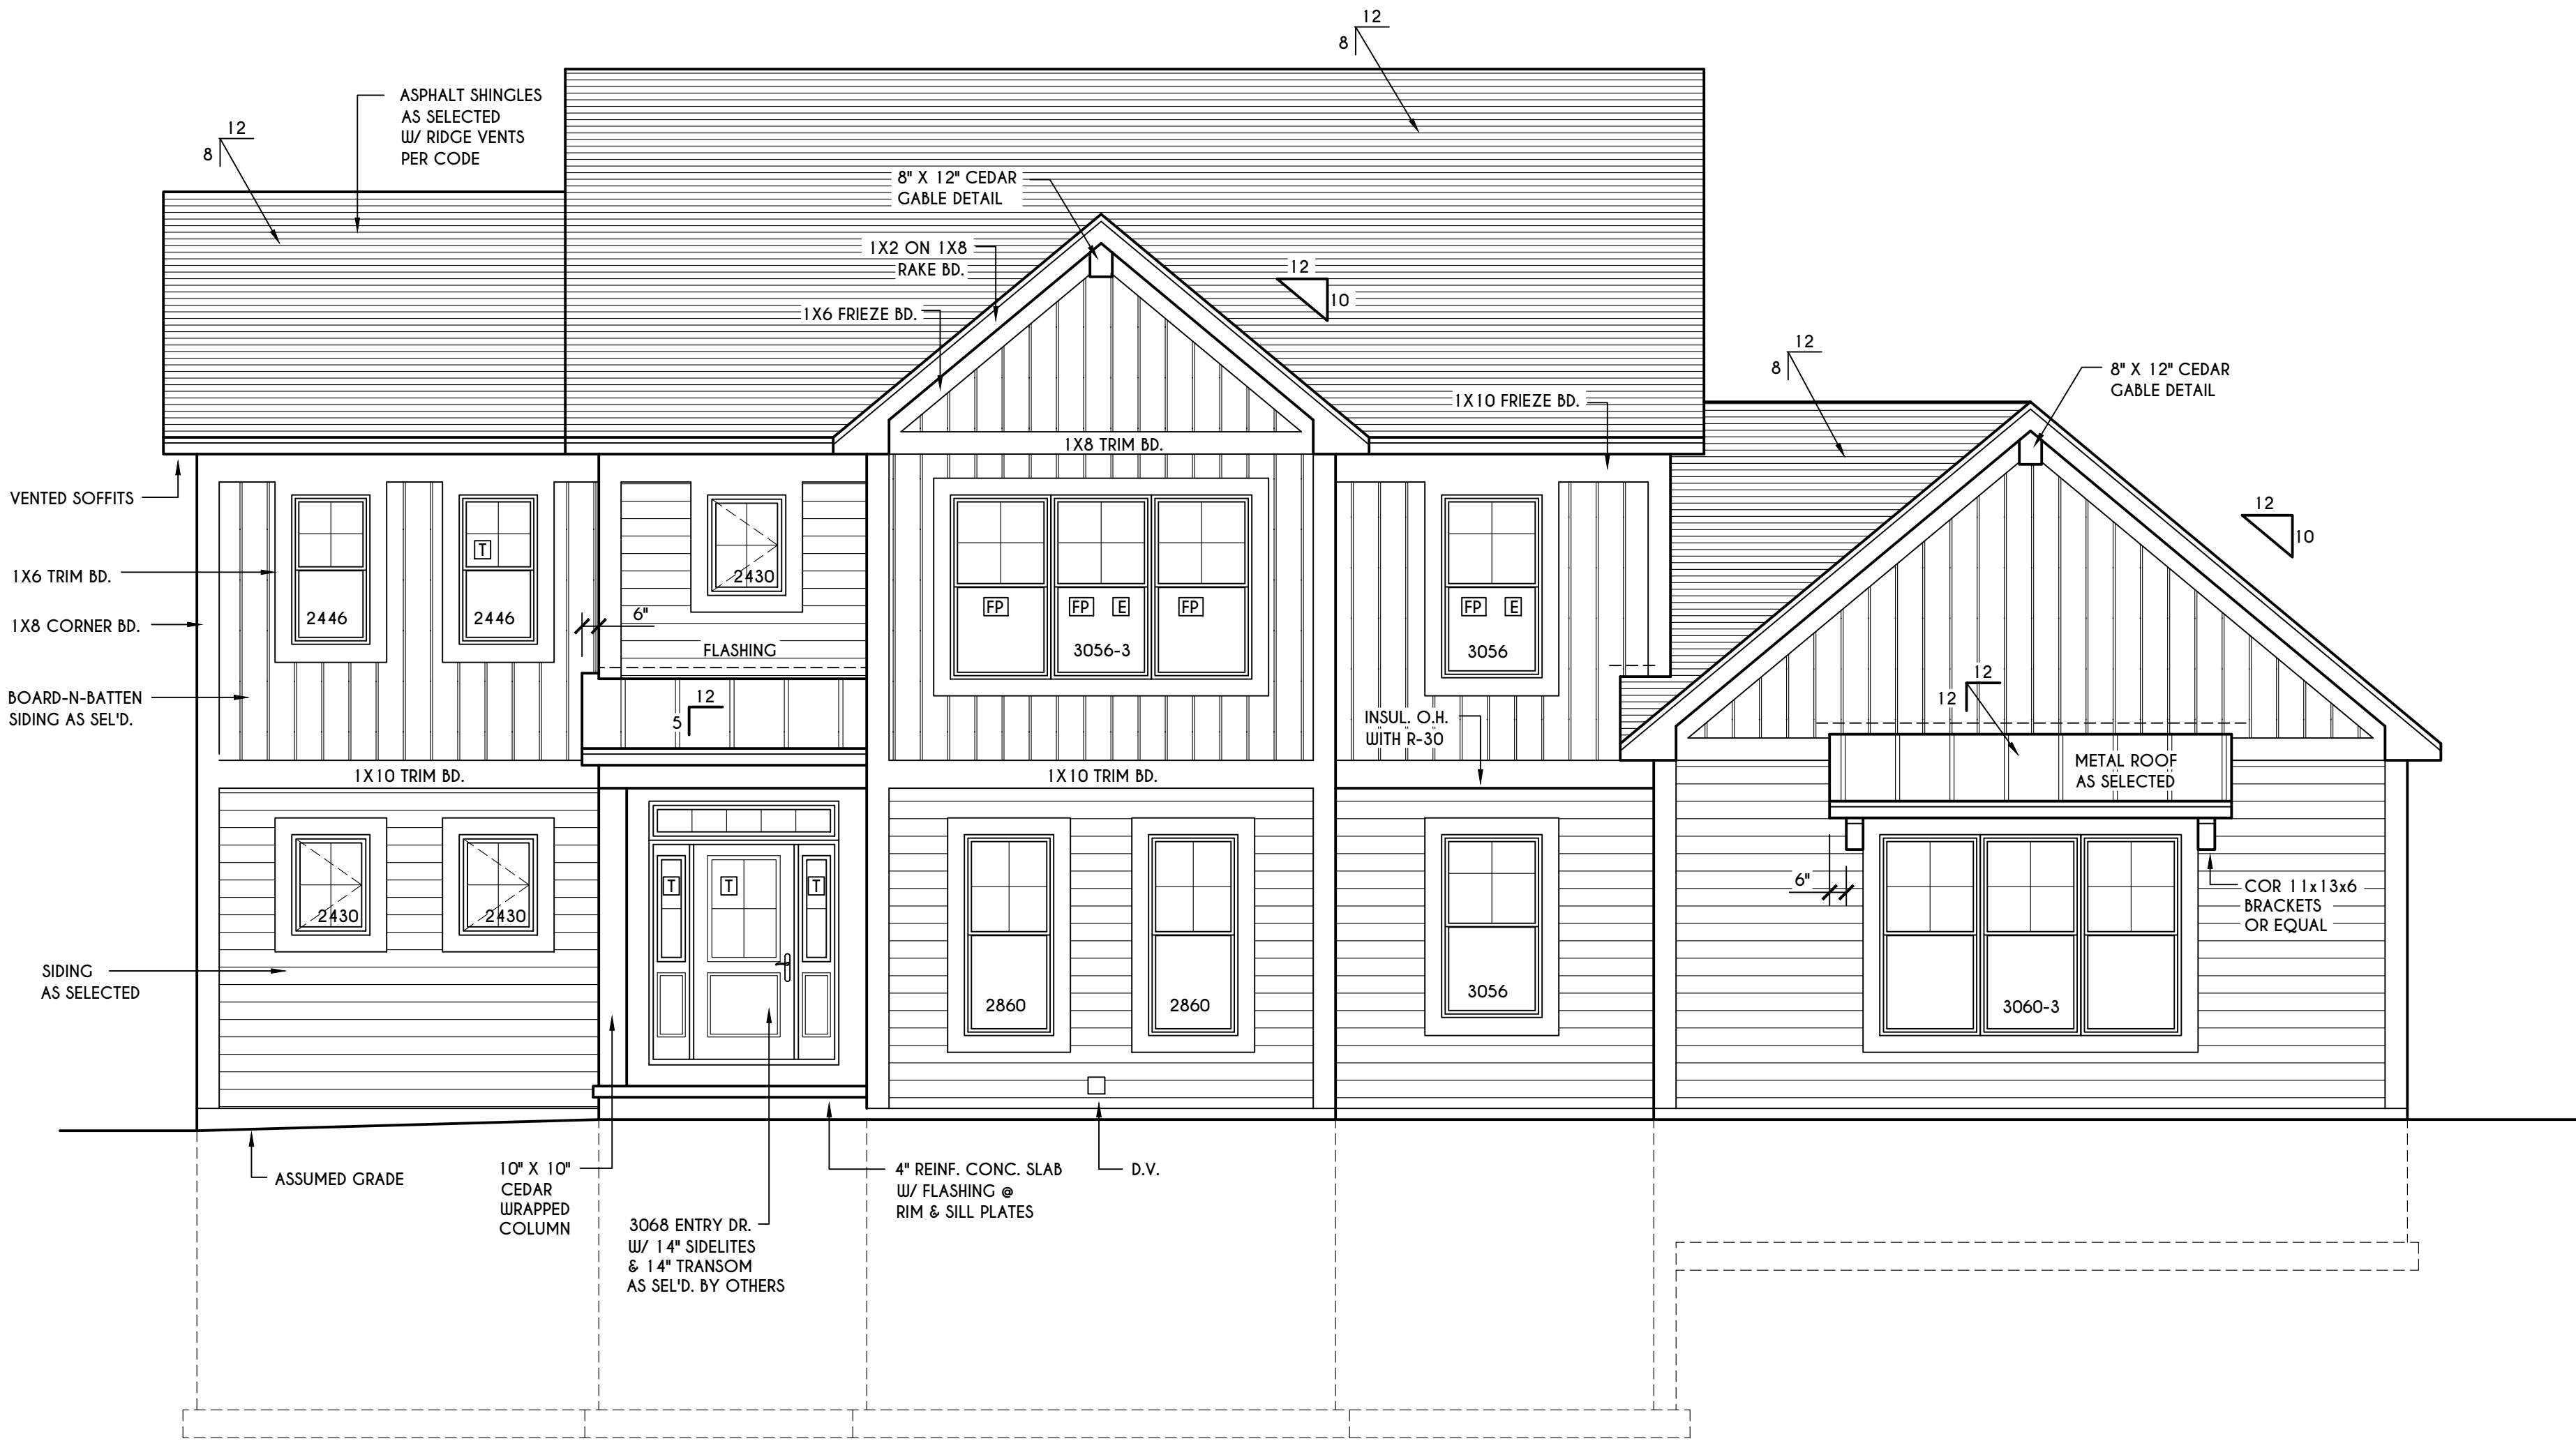 12
8
ASPHALT SHINGLES
AS SELECTED
W/ RIDGE VENTS
PER CODE
12
8
8" X 12" CEDAR
GABLE DETAIL
1X2 ON 1X8
RAKE BD.
12
10
1X6 FRIEZE BD.
12
8
8" X 12" CEDAR
GABLE DETAIL
1X10 FRIEZE BD.
1X8 TRIM BD.
VENTED SOFFITS
12
10
T
1X6 TRIM BD.
2430
FP
FP
E
FP
FP
E
1X8 CORNER BD.
2446
2446
6"
FLASHING
3056-3
3056
BOARD-N-BATTEN
SIDING AS SEL'D.
12
5
12
12
INSUL. O.H.
WITH R-30
METAL ROOF
AS SELECTED
1X10 TRIM BD.
1X10 TRIM BD.
T
T
T
6"
COR 11x13x6
BRACKETS
OR EQUAL
2430
2430
SIDING
AS SELECTED
2860
2860
3056
3060-3
ASSUMED GRADE
10" X 10"
CEDAR
WRAPPED
COLUMN
4" REINF. CONC. SLAB
W/ FLASHING @
RIM & SILL PLATES
D.V.
3068 ENTRY DR.
W/ 14" SIDELITES
& 14" TRANSOM
AS SEL'D. BY OTHERS